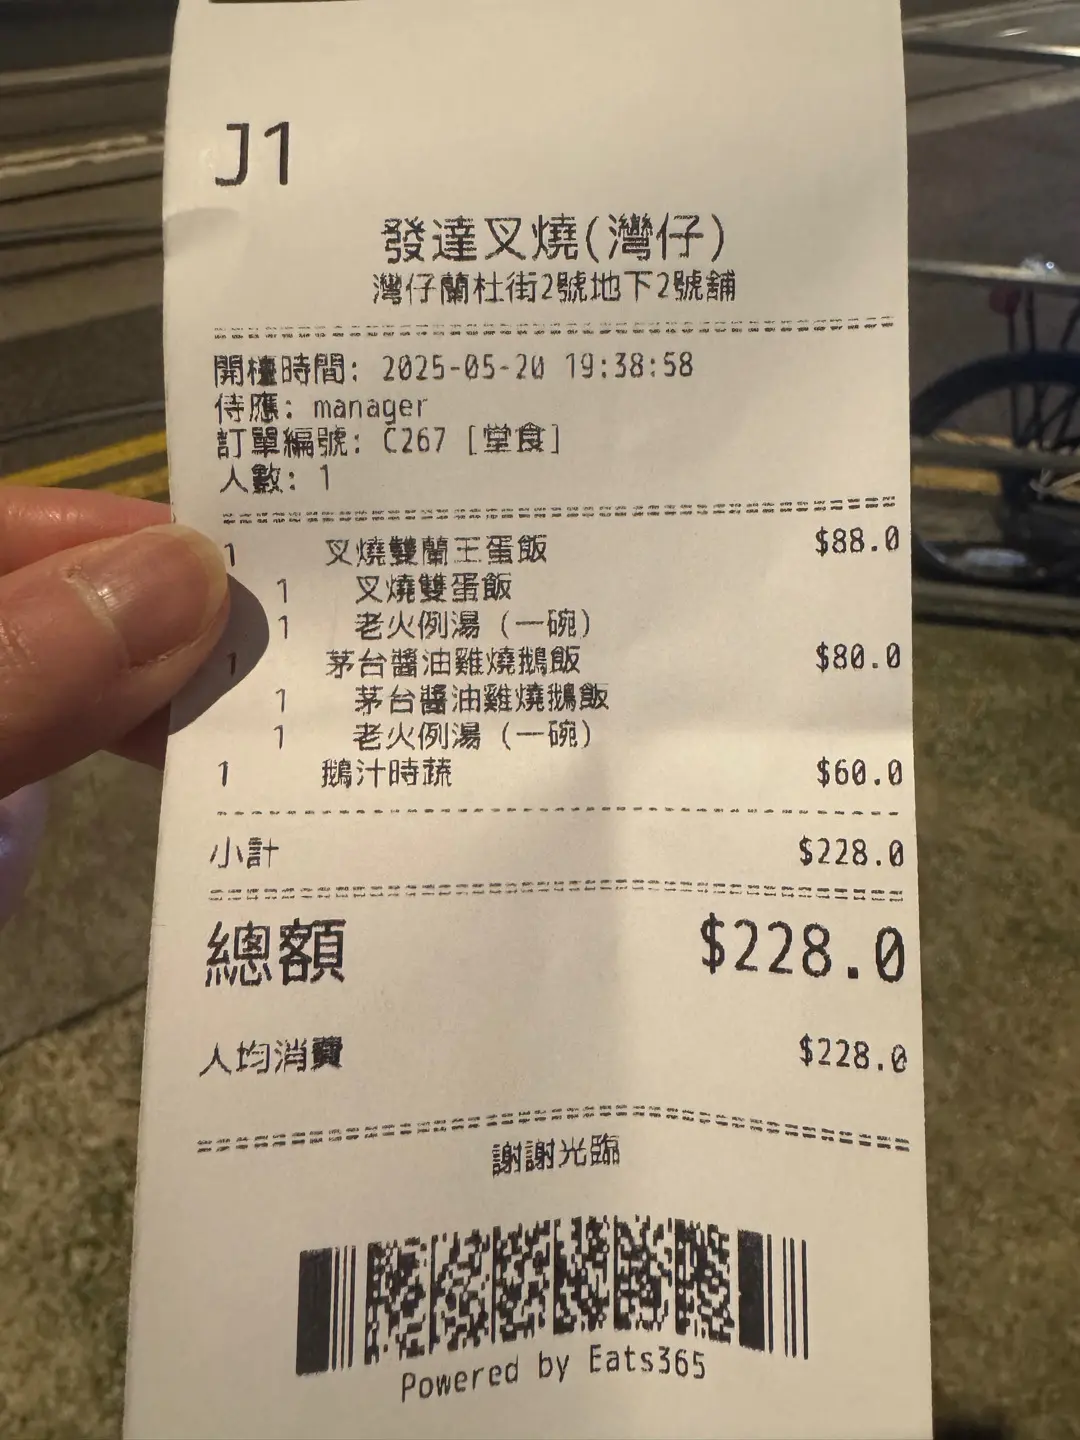 J1
發達叉燒(灣仔)
灣仔蘭杜街2號地下2號舖
開檯時間: 2025-05-20 19:38:58
侍應: manager
訂單編號: C267 [堂食]
人數: 1
1 叉燒雙蘭王蛋飯 $88.0
1 叉燒雙蛋飯
1 老火例湯 (一碗)
1 茅台醬油雞燒鵝飯 $80.0
1 茅台醬油雞燒鵝飯
1 老火例湯 (一碗)
1 鵝汁時蔬 $60.0
小計 $228.0
總額 $228.0
人均消費 $228.0
謝謝光臨
Powered by Eats365